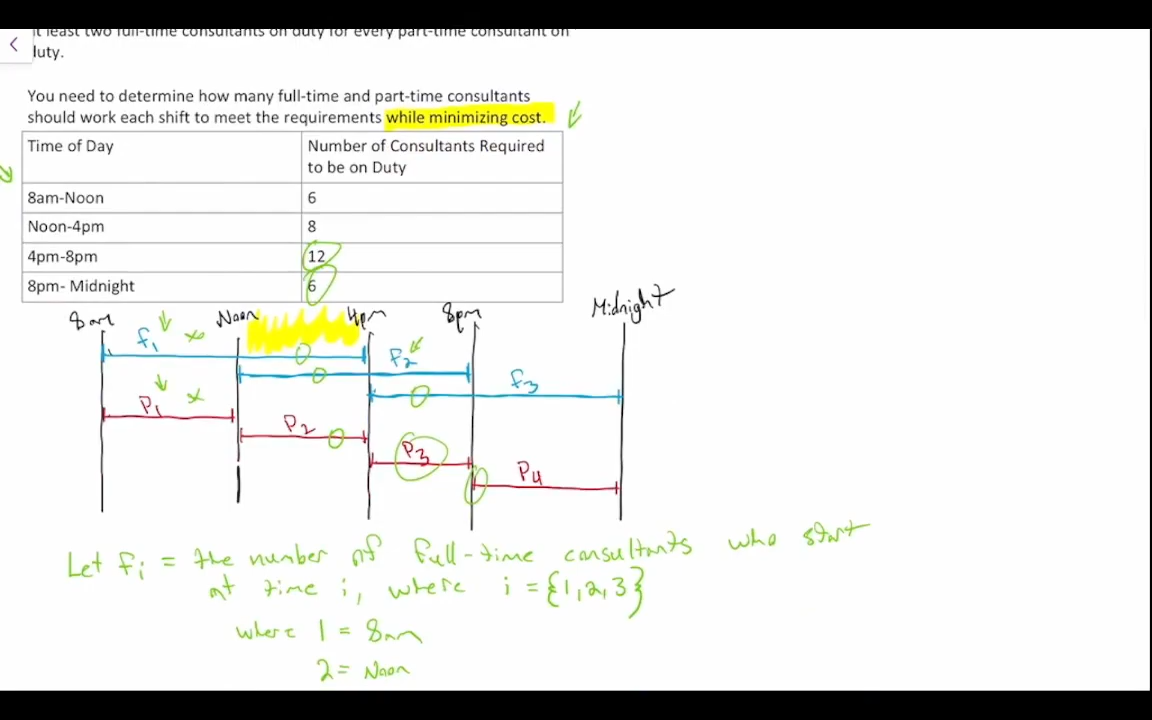 at least two full-time consultants on duty for every part-time consultant on
duty.
You need to determine how many full-time and part-time consultants
should work each shift to meet the requirements while minimizing cost.
Time of Day Number of Consultants Required
to be on Duty
8am-Noon 6
Noon-4pm 8
4pm-8pm 12
8pm- Midnight 6
8am Noon 4pm 8pm Midnight
f₁
f₂
f₃
P₁
P₂
P₃
P₄
Let fᵢ = the number of full-time consultants who start
at time i, where i = {1,2,3}
where 1 = 8am
2 = Noon